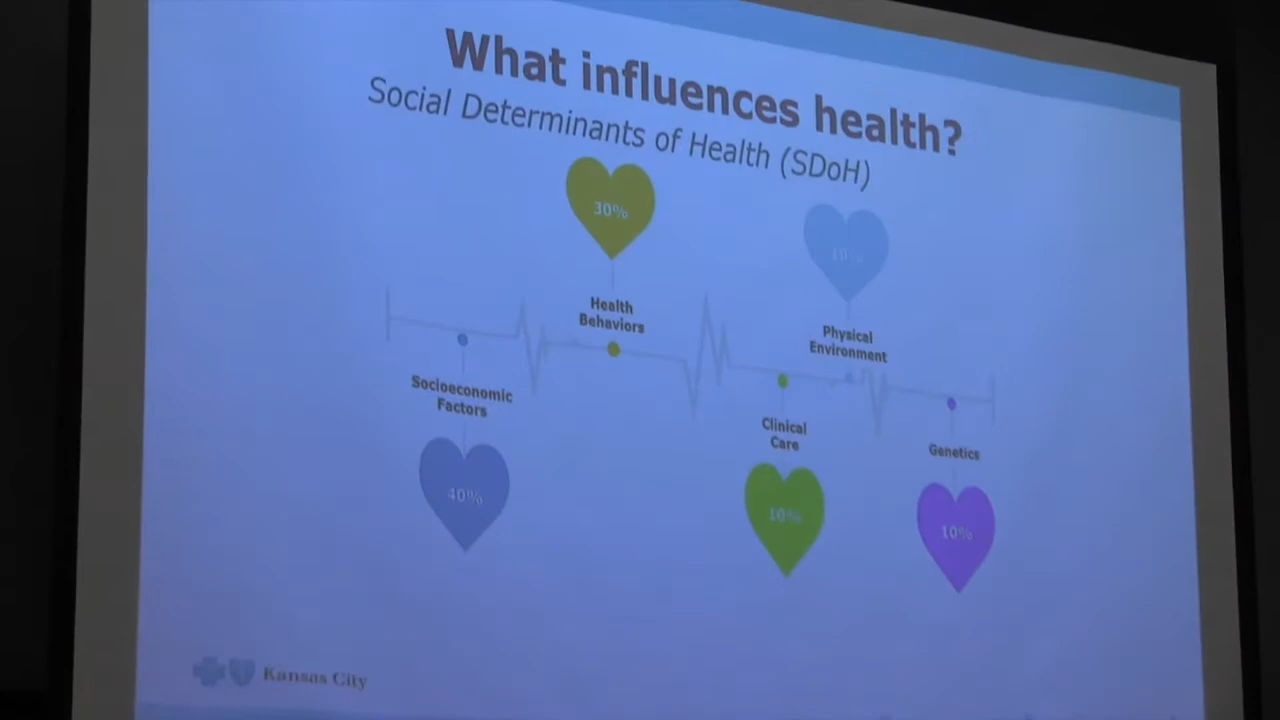 What influences health?
Social Determinants of Health (SDoH)
30%
10%
Health
Behaviors
Physical
Environment
Socioeconomic
Factors
Clinical
Care
Genetics
40%
10%
10%
Kansas City